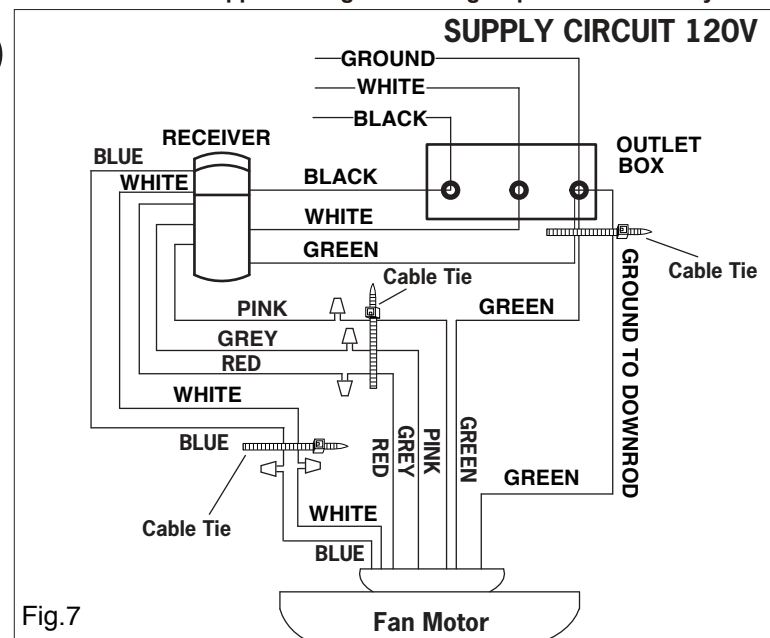 SUPPLY CIRCUIT 120V
GROUND
WHITE
BLACK
RECEIVER
OUTLET
BOX
BLUE
WHITE
BLACK
WHITE
GREEN
Cable Tie
Cable Tie
PINK
GREEN
GREY
RED
GROUND TO DOWNROD
WHITE
BLUE
RED
GREY
PINK
GREEN
GREEN
Cable Tie
WHITE
BLUE
Fig.7
Fan Motor